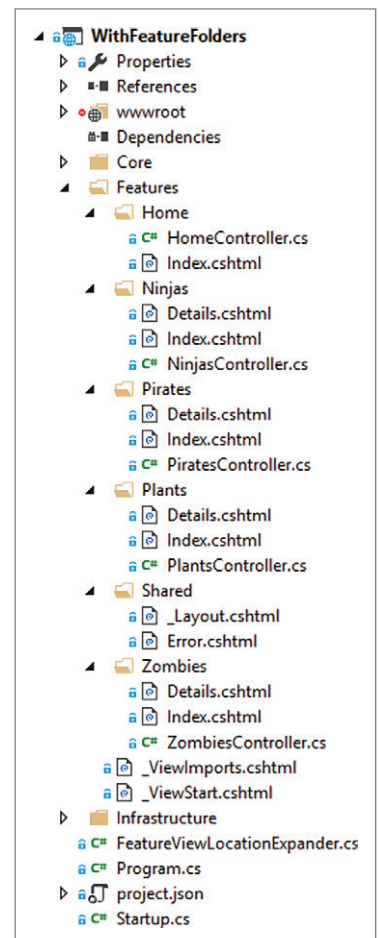 WithFeatureFolders
Properties
References
wwwroot
Dependencies
Core
Features
Home
C# HomeController.cs
Index.cshtml
Ninjas
Details.cshtml
Index.cshtml
C# NinjasController.cs
Pirates
Details.cshtml
Index.cshtml
C# PiratesController.cs
Plants
Details.cshtml
Index.cshtml
C# PlantsController.cs
Shared
_Layout.cshtml
Error.cshtml
Zombies
Details.cshtml
Index.cshtml
C# ZombiesController.cs
_ViewImports.cshtml
_ViewStart.cshtml
Infrastructure
C# FeatureViewLocationExpander.cs
C# Program.cs
project.json
C# Startup.cs